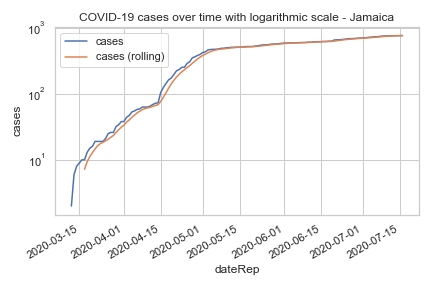 COVID-19 cases over time with logarithmic scale - Jamaica
cases
cases (rolling)
10³
10²
10¹
cases
2020-03-15
2020-04-01
2020-04-15
2020-05-01
2020-05-15
2020-06-01
2020-06-15
2020-07-01
2020-07-15
dateRep